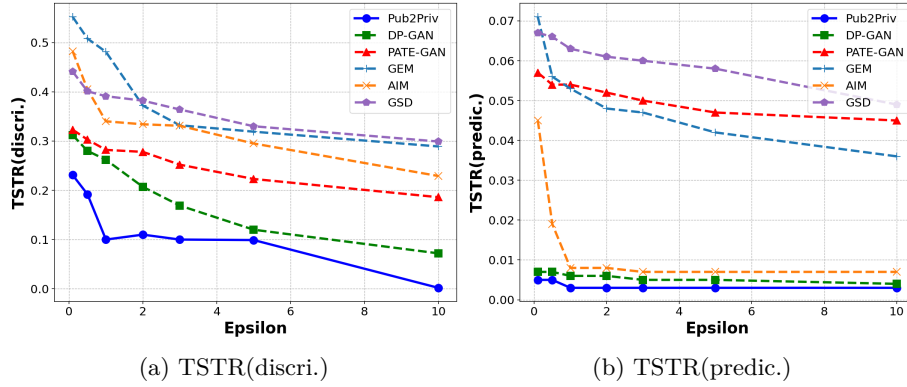 Pub2Priv
DP-GAN
PATE-GAN
GEM
AIM
GSD
TSTR(discri.)
0.5
0.4
0.3
0.2
0.1
0.0
0 2 4 6 8 10
Epsilon
(a) TSTR(discri.)
Pub2Priv
DP-GAN
PATE-GAN
GEM
AIM
GSD
TSTR(predic.)
0.07
0.06
0.05
0.04
0.03
0.02
0.01
0.00
0 2 4 6 8 10
Epsilon
(b) TSTR(predic.)